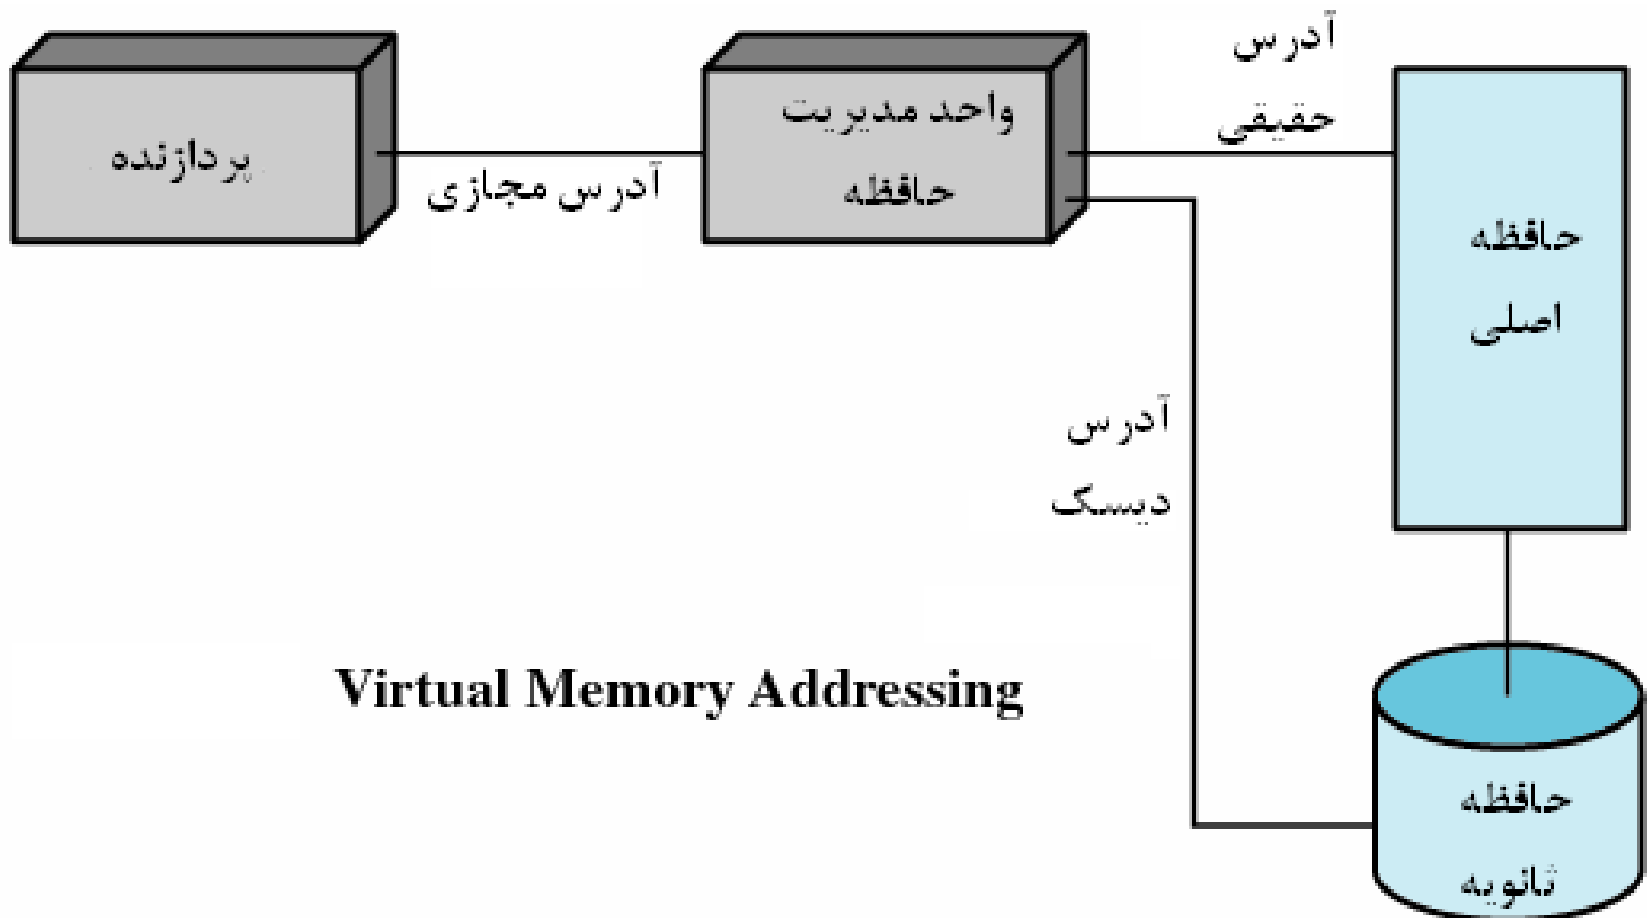 پردازنده
آدرس مجازی
واحد مدیریت
حافظه
آدرس
حقیقی
حافظه
اصلی
آدرس
دیسک
Virtual Memory Addressing
حافظه
ثانویه